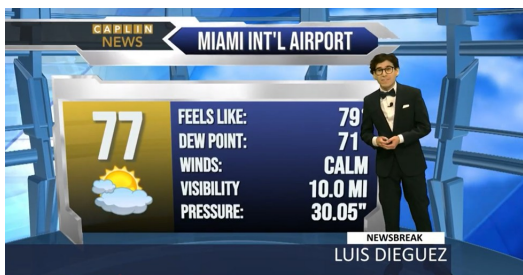 CAPLIN
NEWS
MIAMI INT'L AIRPORT
77
FEELS LIKE: 79°
DEW POINT: 71
WINDS: CALM
VISIBILITY 10.0 MI
PRESSURE: 30.05"
NEWSBREAK
LUIS DIEGUEZ